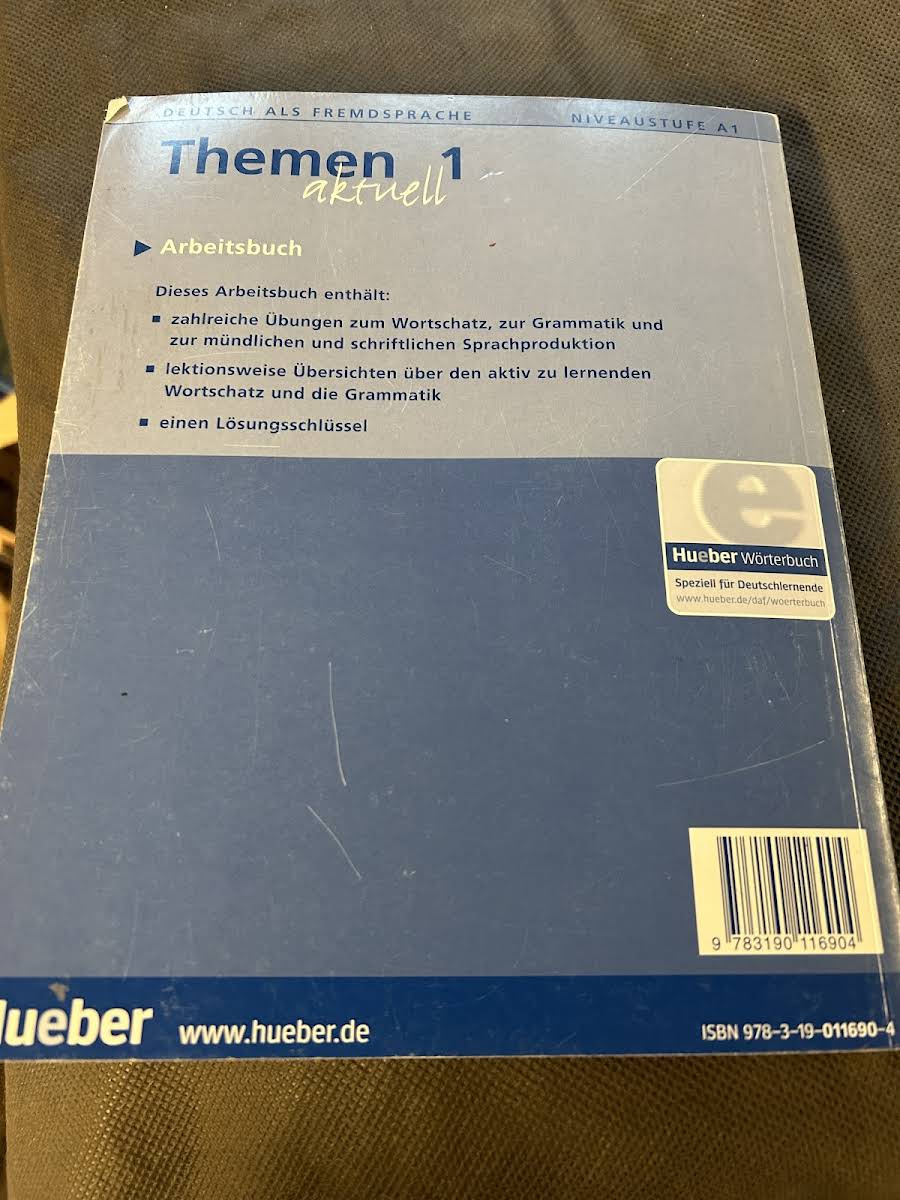 DEUTSCH ALS FREMDSPRACHE NIVEAUSTUFE A1
Themen 1
aktuell
Arbeitsbuch
Dieses Arbeitsbuch enthält:
zahlreiche Übungen zum Wortschatz, zur Grammatik und
zur mündlichen und schriftlichen Sprachproduktion
lektionsweise Übersichten über den aktiv zu lernenden
Wortschatz und die Grammatik
einen Lösungsschlüssel
e
Hueber Wörterbuch
Speziell für Deutschlernende
www.hueber.de/daf/woerterbuch
9 783190 116904
Hueber www.hueber.de ISBN 978-3-19-011690-4